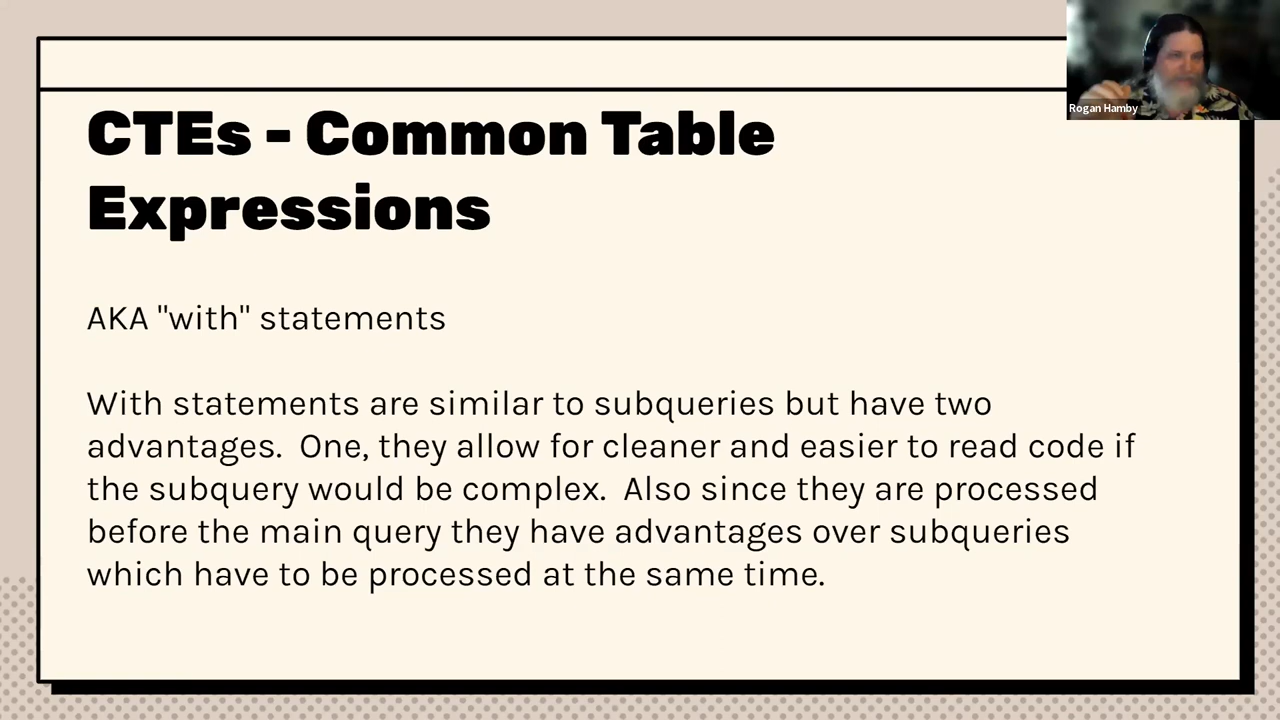 Rogan Hamby
CTEs - Common Table
Expressions
AKA "with" statements
With statements are similar to subqueries but have two
advantages.  One, they allow for cleaner and easier to read code if
the subquery would be complex.  Also since they are processed
before the main query they have advantages over subqueries
which have to be processed at the same time.